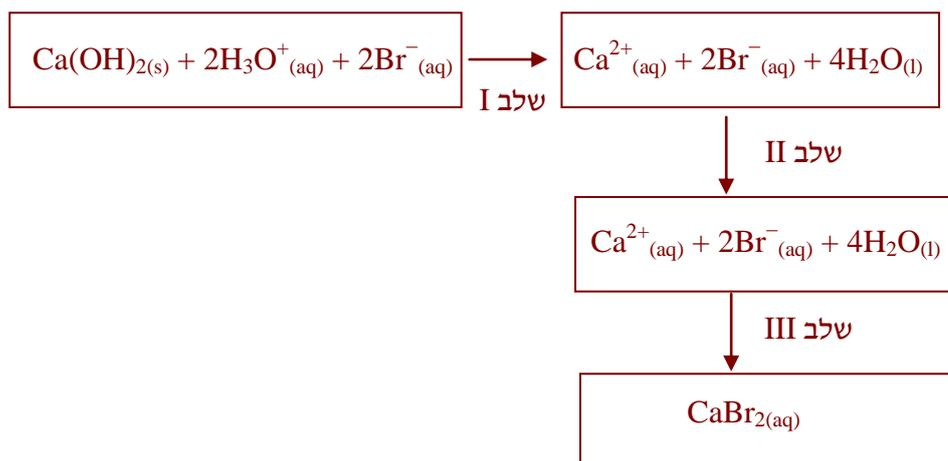 Ca(OH)₂₍ₛ₎ + 2H₃O⁺₍aq₎ + 2Br⁻₍aq₎
שלב I
Ca²⁺₍aq₎ + 2Br⁻₍aq₎ + 4H₂O₍l₎
שלב II
Ca²⁺₍aq₎ + 2Br⁻₍aq₎ + 4H₂O₍l₎
שלב III
CaBr₂₍aq₎